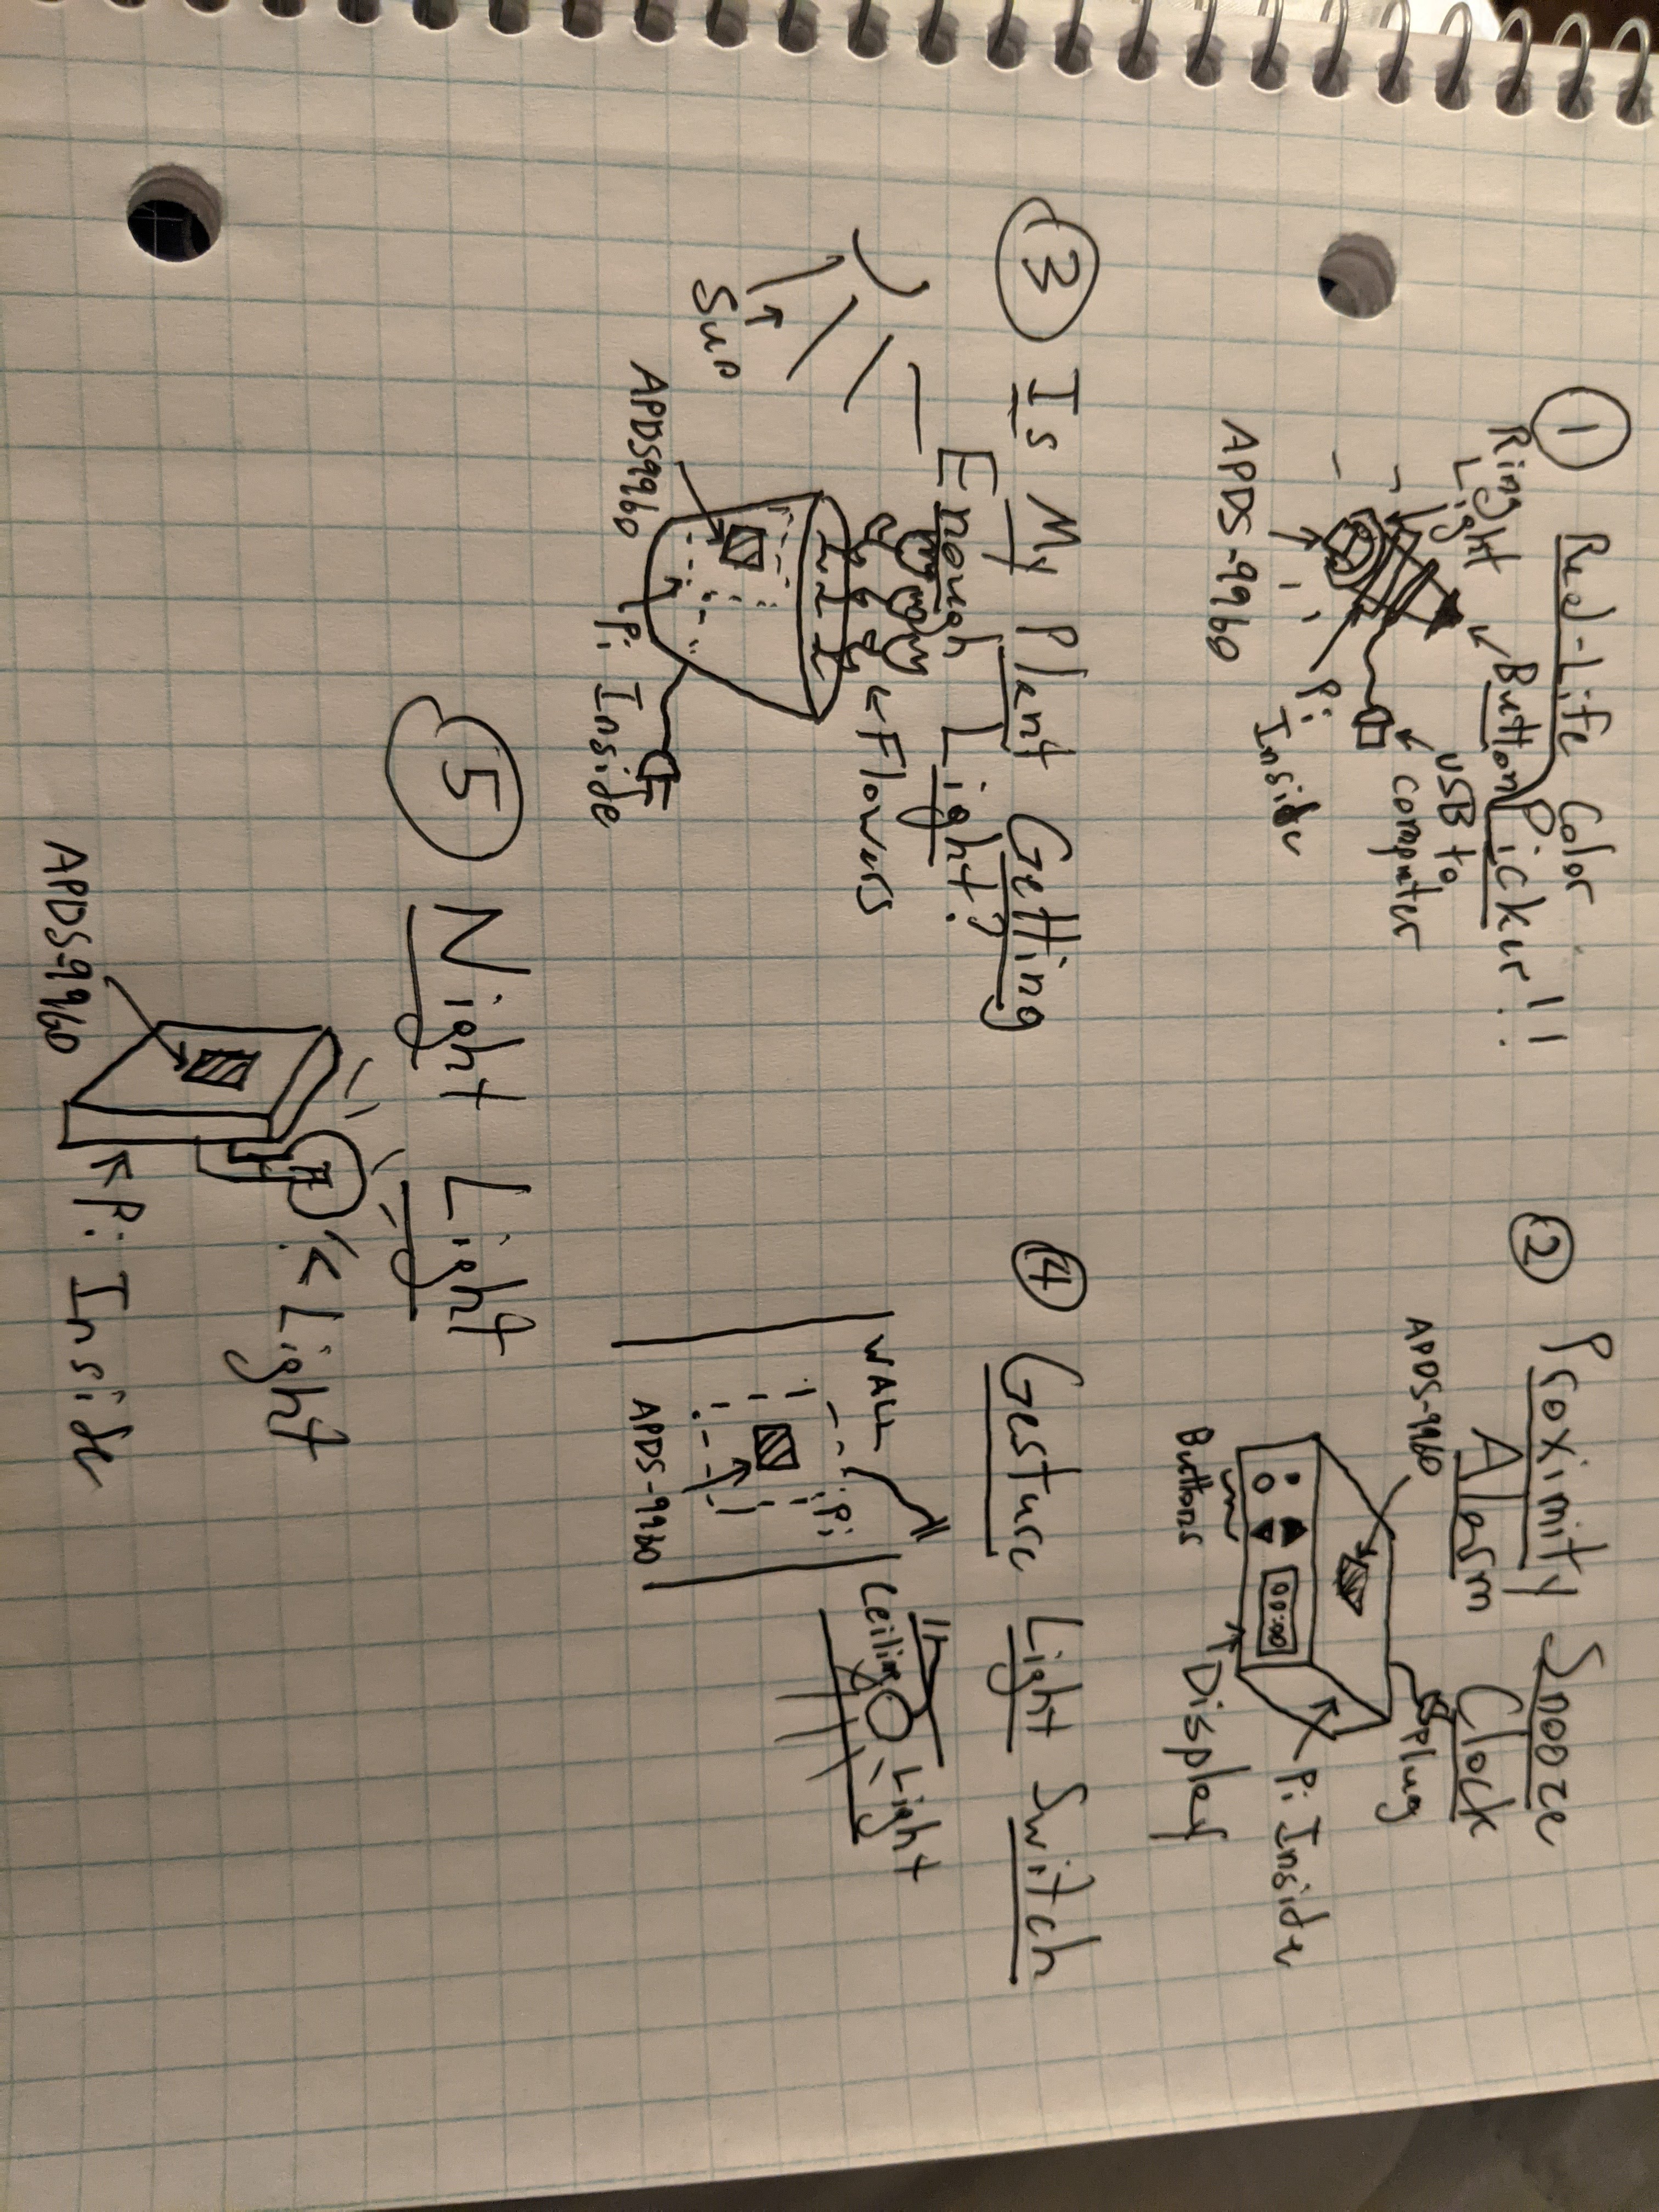 ① Real-Life Color
Picker!!
Ring
Light
Button
USB to
computer
Pi
Inside
APDS-9960
② Proximity Snooze
Alarm Clock
APDS-9960
Plug
Pi Inside
00:00
Buttons
Display
③ Is My Plant Getting
Enough Light?
Flowers
Sun
APDS9960
Pi Inside
④ Gesture Light Switch
WALL
Ceiling
Light
Pi
APDS-9960
⑤ Night Light
Light
APDS-9960
Pi Inside